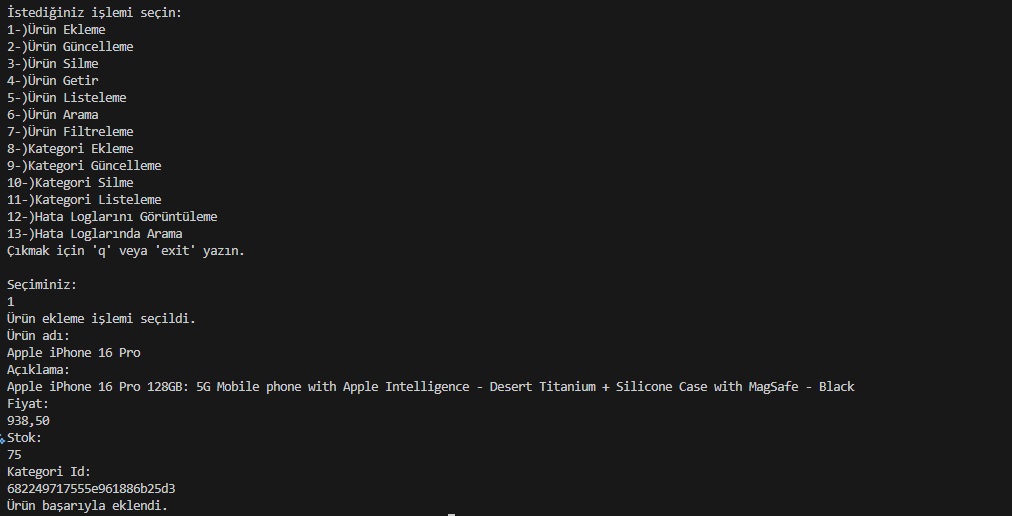 İstediğiniz işlemi seçin:
1-)Ürün Ekleme
2-)Ürün Güncelleme
3-)Ürün Silme
4-)Ürün Getir
5-)Ürün Listeleme
6-)Ürün Arama
7-)Ürün Filtreleme
8-)Kategori Ekleme
9-)Kategori Güncelleme
10-)Kategori Silme
11-)Kategori Listeleme
12-)Hata Loglarını Görüntüleme
13-)Hata Loglarında Arama
Çıkmak için 'q' veya 'exit' yazın.

Seçiminiz:
1
Ürün ekleme işlemi seçildi.
Ürün adı:
Apple iPhone 16 Pro
Açıklama:
Apple iPhone 16 Pro 128GB: 5G Mobile phone with Apple Intelligence - Desert Titanium + Silicone Case with MagSafe - Black
Fiyat:
938,50
Stok:
75
Kategori Id:
682249717555e961886b25d3
Ürün başarıyla eklendi.